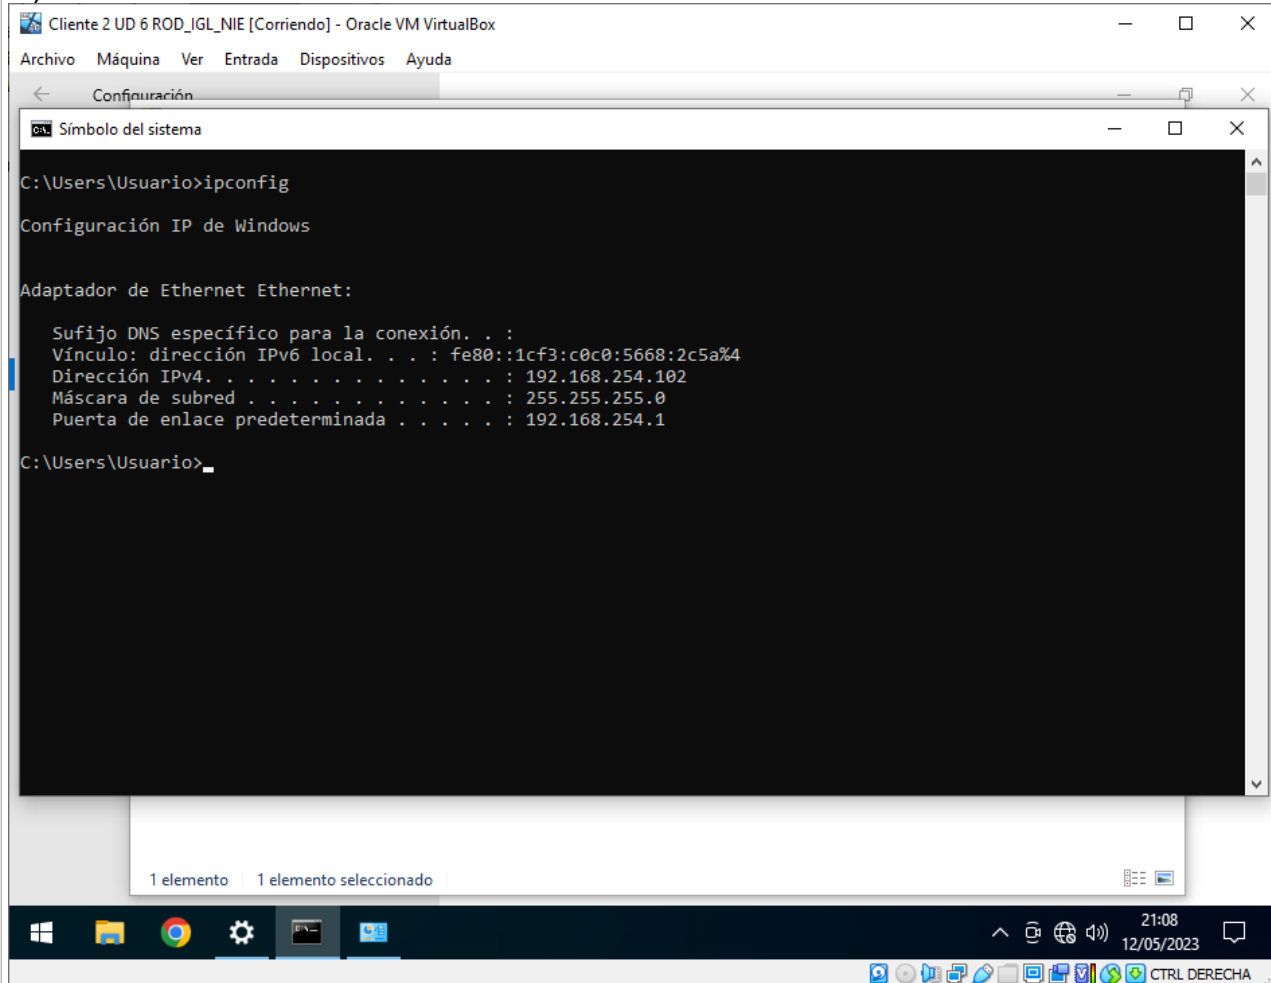 Cliente 2 UD 6 ROD_IGL_NIE [Corriendo] - Oracle VM VirtualBox
Archivo Máquina Ver Entrada Dispositivos Ayuda
Configuración
Símbolo del sistema
C:\Users\Usuario>ipconfig
Configuración IP de Windows
Adaptador de Ethernet Ethernet:
Sufijo DNS específico para la conexión. . :
Vínculo: dirección IPv6 local. . . : fe80::1cf3:c0c0:5668:2c5a%4
Dirección IPv4. . . . . . . . . . . . . . : 192.168.254.102
Máscara de subred . . . . . . . . . . . . : 255.255.255.0
Puerta de enlace predeterminada . . . . . : 192.168.254.1
C:\Users\Usuario>
1 elemento 1 elemento seleccionado
21:08
12/05/2023
CTRL DERECHA